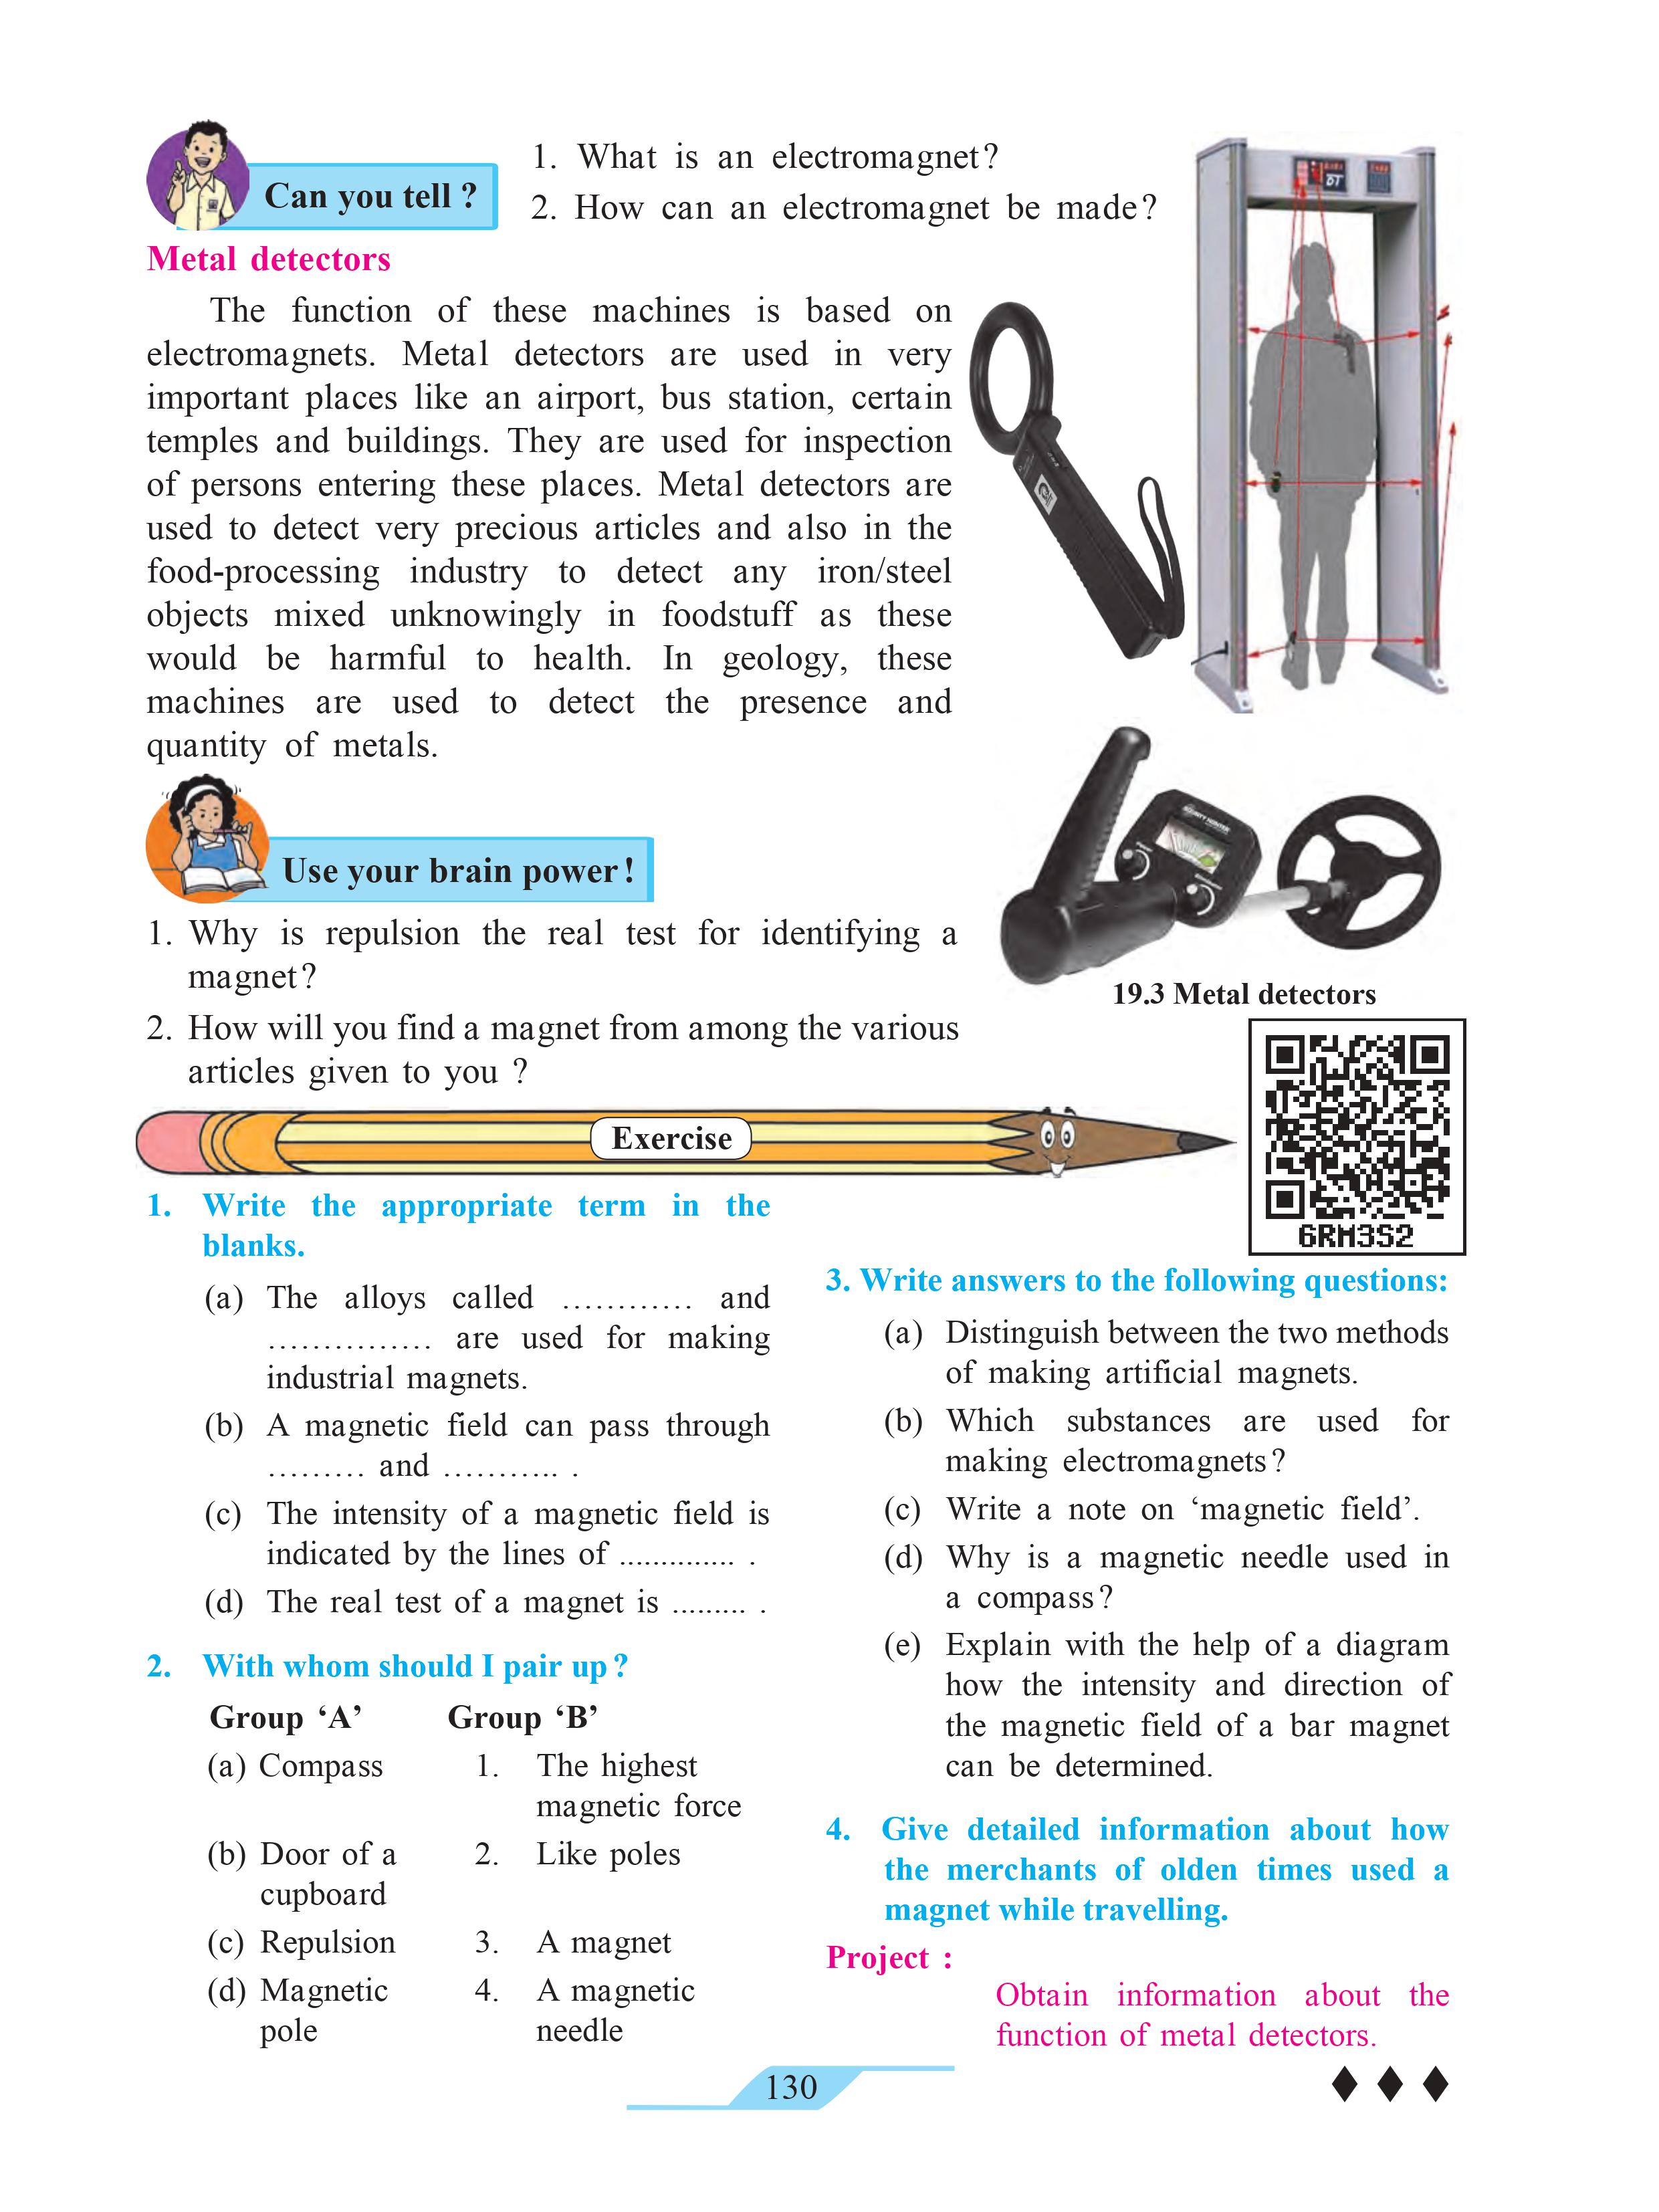 Can you tell ?
1. What is an electromagnet?
2. How can an electromagnet be made?
Metal detectors
The function of these machines is based on
electromagnets. Metal detectors are used in very
important places like an airport, bus station, certain
temples and buildings. They are used for inspection
of persons entering these places. Metal detectors are
used to detect very precious articles and also in the
food-processing industry to detect any iron/steel
objects mixed unknowingly in foodstuff as these
would be harmful to health. In geology, these
machines are used to detect the presence and
quantity of metals.
BOUNTY HUNTER
19.3 Metal detectors
Use your brain power!
1. Why is repulsion the real test for identifying a
magnet?
2. How will you find a magnet from among the various
articles given to you ?
6RM3S2
Exercise
1. Write the appropriate term in the
blanks.
(a) The alloys called ………… and
…………… are used for making
industrial magnets.
(b) A magnetic field can pass through
……… and ……….. .
(c) The intensity of a magnetic field is
indicated by the lines of .............. .
(d) The real test of a magnet is ......... .
2. With whom should I pair up?
Group ‘A’ Group ‘B’
(a) Compass 1. The highest
magnetic force
(b) Door of a 2. Like poles
cupboard
(c) Repulsion 3. A magnet
(d) Magnetic 4. A magnetic
pole needle
3. Write answers to the following questions:
(a) Distinguish between the two methods
of making artificial magnets.
(b) Which substances are used for
making electromagnets?
(c) Write a note on ‘magnetic field’.
(d) Why is a magnetic needle used in
a compass?
(e) Explain with the help of a diagram
how the intensity and direction of
the magnetic field of a bar magnet
can be determined.
4. Give detailed information about how
the merchants of olden times used a
magnet while travelling.
Project :
Obtain information about the
function of metal detectors.
130